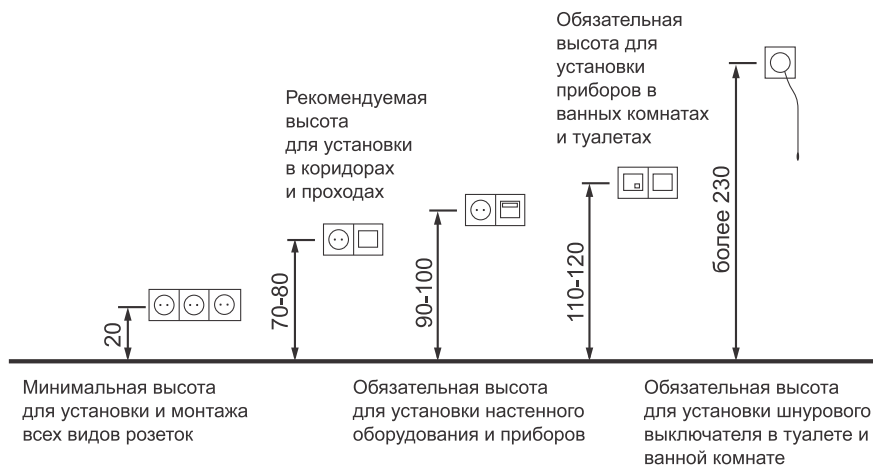 Обязательная
высота для
установки
приборов в
ванных комнатах
и туалетах
Рекомендуемая
высота
для установки
в коридорах
и проходах
20
70-80
90-100
110-120
более 230
Минимальная высота
для установки и монтажа
всех видов розеток
Обязательная высота
для установки настенного
оборудования и приборов
Обязательная высота
для установки шнурового
выключателя в туалете и
ванной комнате